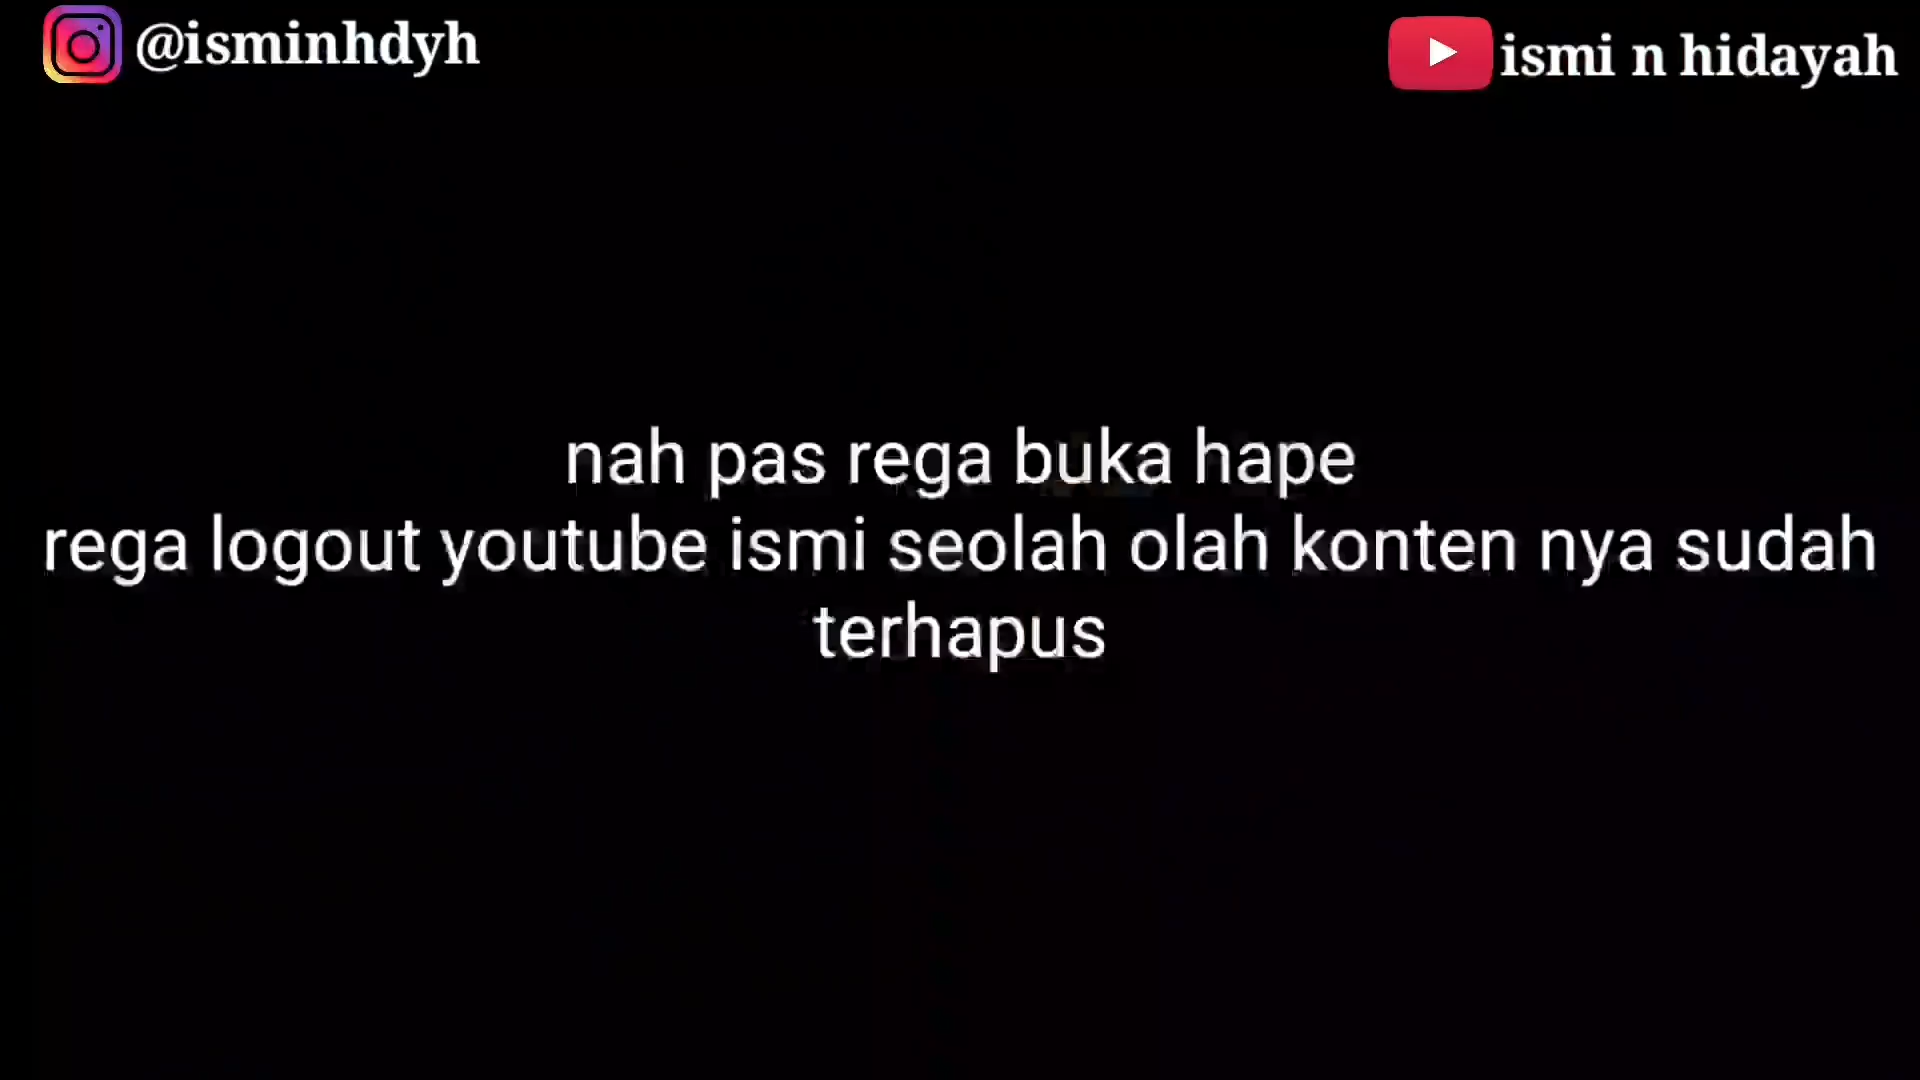 @isminhdyh
ismi n hidayah
nah pas rega buka hape
rega logout youtube ismi seolah olah konten nya sudah
terhapus